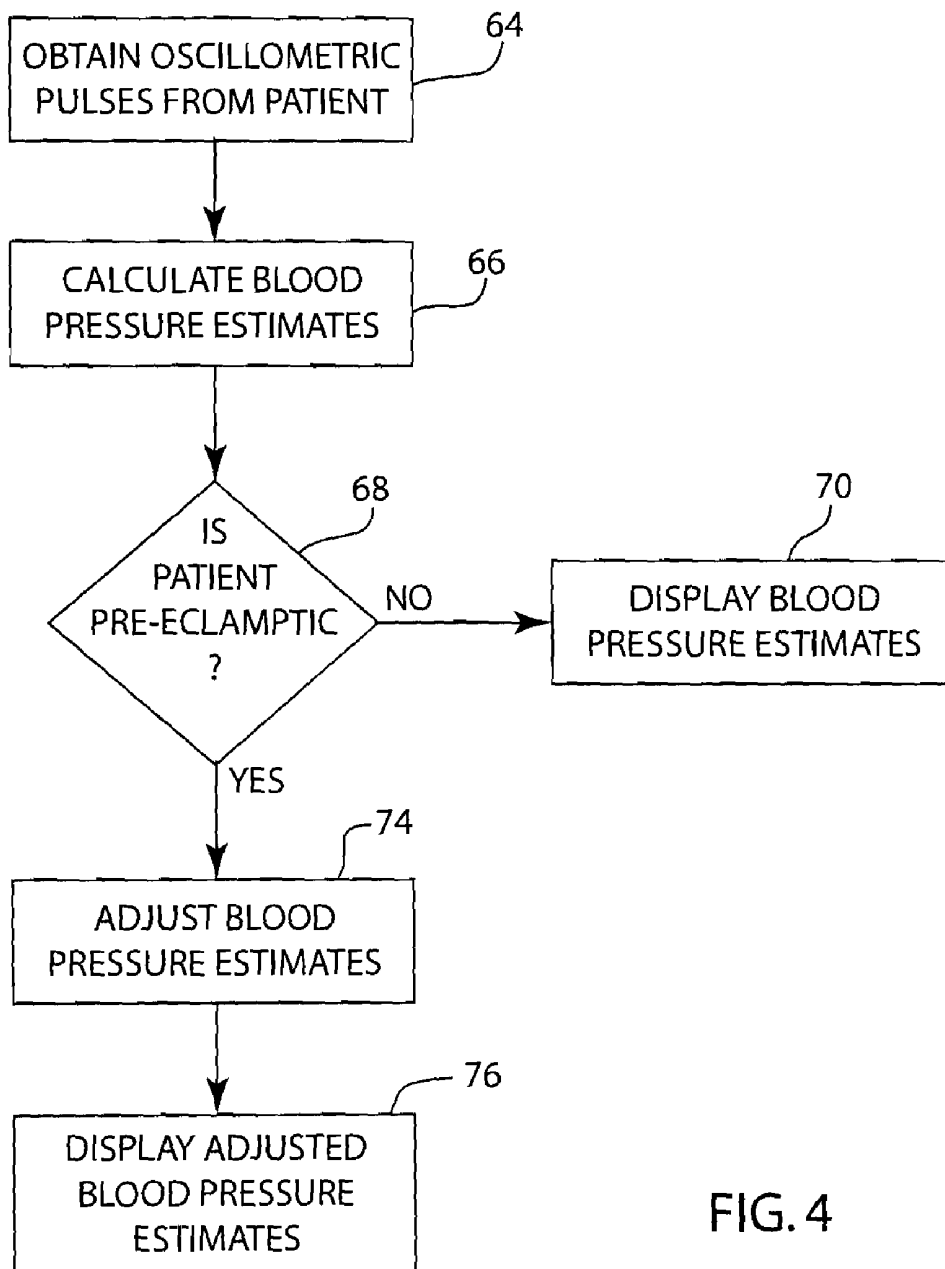 64
OBTAIN OSCILLOMETRIC
PULSES FROM PATIENT
66
CALCULATE BLOOD
PRESSURE ESTIMATES
68
IS
PATIENT
PRE-ECLAMPTIC
?
NO
70
DISPLAY BLOOD
PRESSURE ESTIMATES
YES
74
ADJUST BLOOD
PRESSURE ESTIMATES
76
DISPLAY ADJUSTED
BLOOD PRESSURE
ESTIMATES
FIG. 4